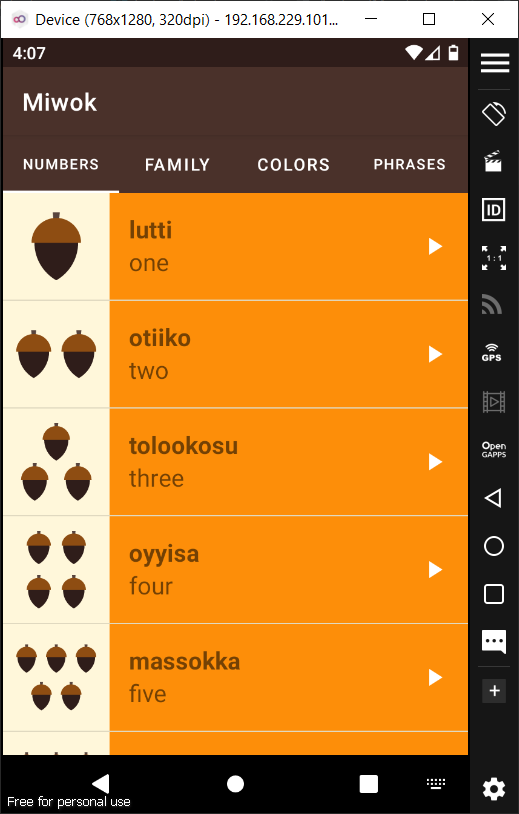 Device (768x1280, 320dpi) - 192.168.229.101...
4:07
Miwok
NUMBERS FAMILY COLORS PHRASES
lutti
one
otiiko
two
tolookosu
three
oyyisa
four
massokka
five
ID
1:1
GPS
Open
GAPPS
Free for personal use